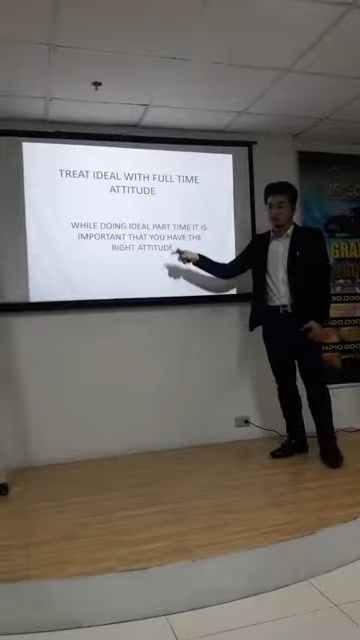 TREAT IDEAL WITH FULL TIME
ATTITUDE
WHILE DOING IDEAL PART TIME IT IS
IMPORTANT THAT YOU HAVE THE
RIGHT ATTITUDE
GRAN